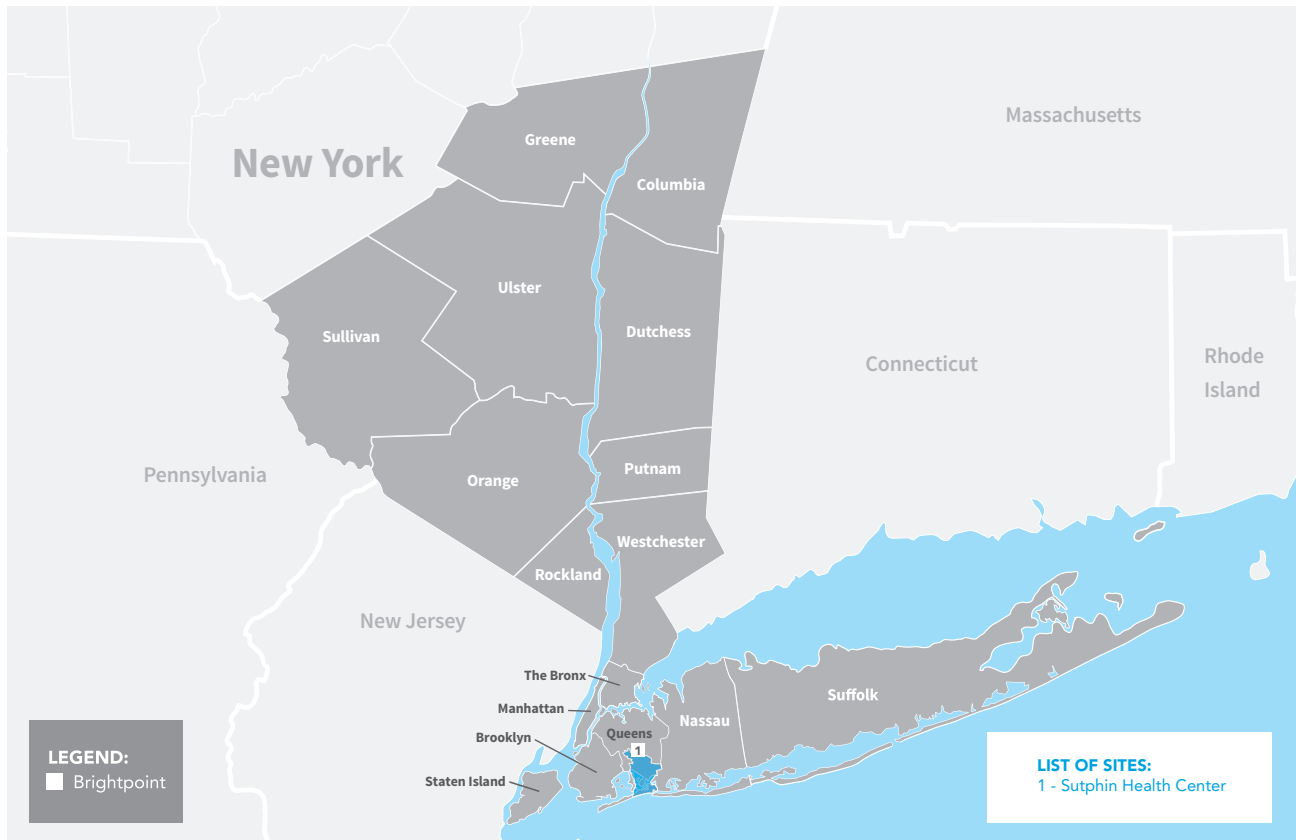 Massachusetts
Greene
New York
Columbia
Ulster
Sullivan
Dutchess
Connecticut
Rhode
Island
Putnam
Pennsylvania
Orange
Westchester
Rockland
New Jersey
The Bronx
Suffolk
Manhattan
Nassau
Queens
Brooklyn
1
Staten Island
LEGEND:
Brightpoint
LIST OF SITES:
1 - Sutphin Health Center